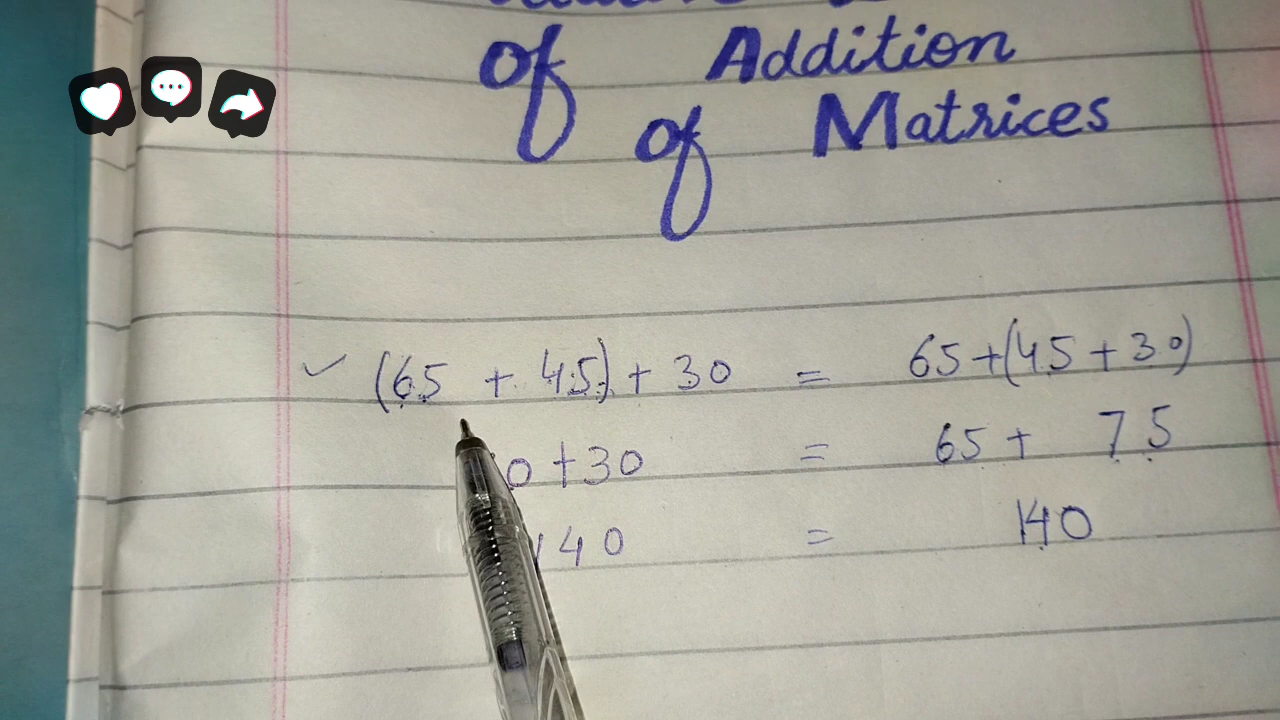 of Addition
of Matrices
(65 + 45) + 30 = 65+(45 + 30)
0 +30 = 65 + 75
140 = 140